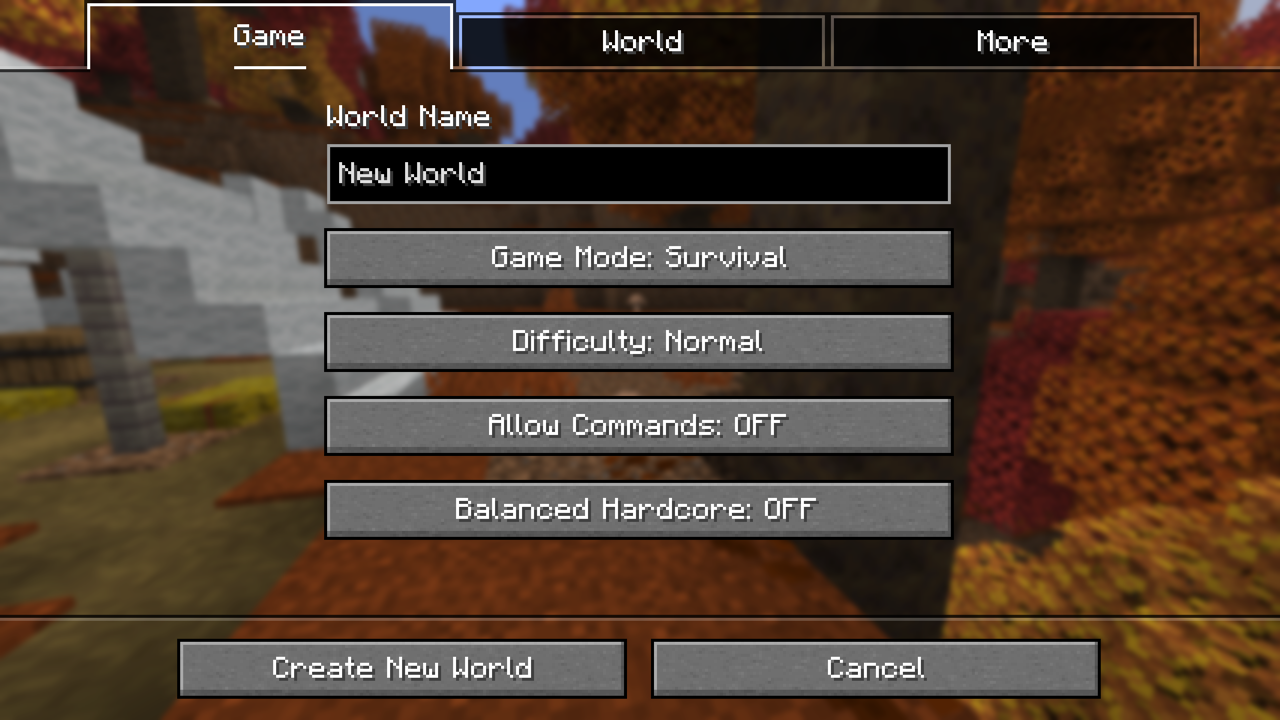 Game
World
More
World Name
New World
Game Mode: Survival
Difficulty: Normal
Allow Commands: OFF
Balanced Hardcore: OFF
Create New World
Cancel